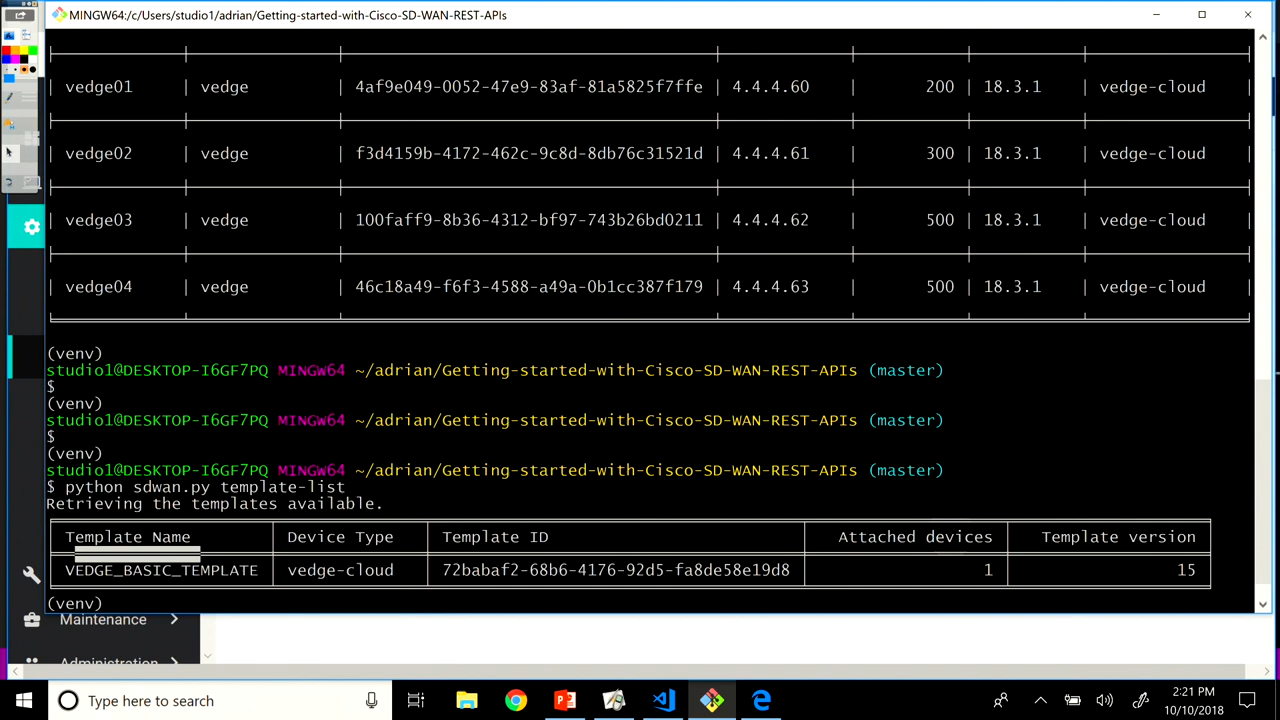 MINGW64:/c/Users/studio1/adrian/Getting-started-with-Cisco-SD-WAN-REST-APIs
vedge01 vedge 4af9e049-0052-47e9-83af-81a5825f7ffe 4.4.4.60 200 18.3.1 vedge-cloud
vedge02 vedge f3d4159b-4172-462c-9c8d-8db76c31521d 4.4.4.61 300 18.3.1 vedge-cloud
vedge03 vedge 100faff9-8b36-4312-bf97-743b26bd0211 4.4.4.62 500 18.3.1 vedge-cloud
vedge04 vedge 46c18a49-f6f3-4588-a49a-0b1cc387f179 4.4.4.63 500 18.3.1 vedge-cloud
(venv)
studio1@DESKTOP-I6GF7PQ MINGW64 ~/adrian/Getting-started-with-Cisco-SD-WAN-REST-APIs (master)
$
(venv)
studio1@DESKTOP-I6GF7PQ MINGW64 ~/adrian/Getting-started-with-Cisco-SD-WAN-REST-APIs (master)
$
(venv)
studio1@DESKTOP-I6GF7PQ MINGW64 ~/adrian/Getting-started-with-Cisco-SD-WAN-REST-APIs (master)
$ python sdwan.py template-list
Retrieving the templates available.
Template Name Device Type Template ID Attached devices Template version
VEDGE_BASIC_TEMPLATE vedge-cloud 72babaf2-68b6-4176-92d5-fa8de58e19d8 1 15
(venv)
Maintenance
Administration
Type here to search
2:21 PM
10/10/2018